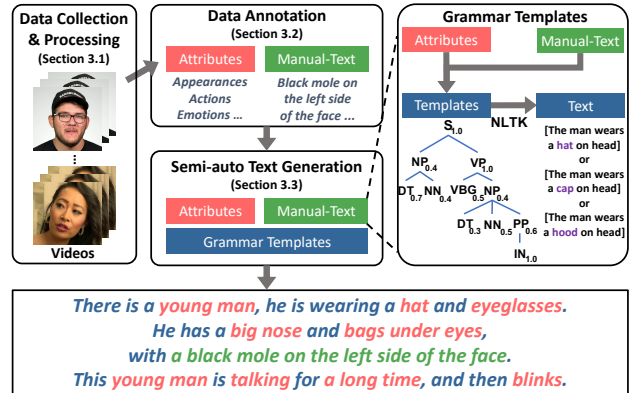 Data Collection
& Processing
(Section 3.1)
Videos
Data Annotation
(Section 3.2)
Attributes
Manual-Text
Appearances
Actions
Emotions ...
Black mole on
the left side
of the face ...
Semi-auto Text Generation
(Section 3.3)
Attributes
Manual-Text
Grammar Templates
Grammar Templates
Attributes
Manual-Text
Templates
NLTK
Text
S1.0
NP0.4
VP1.0
DT0.7
NN0.4
VBG0.5
NP0.4
DT0.3
NN0.5
PP0.6
IN1.0
[The man wears
a hat on head]
or
[The man wears
a cap on head]
or
[The man wears
a hood on head]
There is a young man, he is wearing a hat and eyeglasses.
He has a big nose and bags under eyes,
with a black mole on the left side of the face.
This young man is talking for a long time, and then blinks.